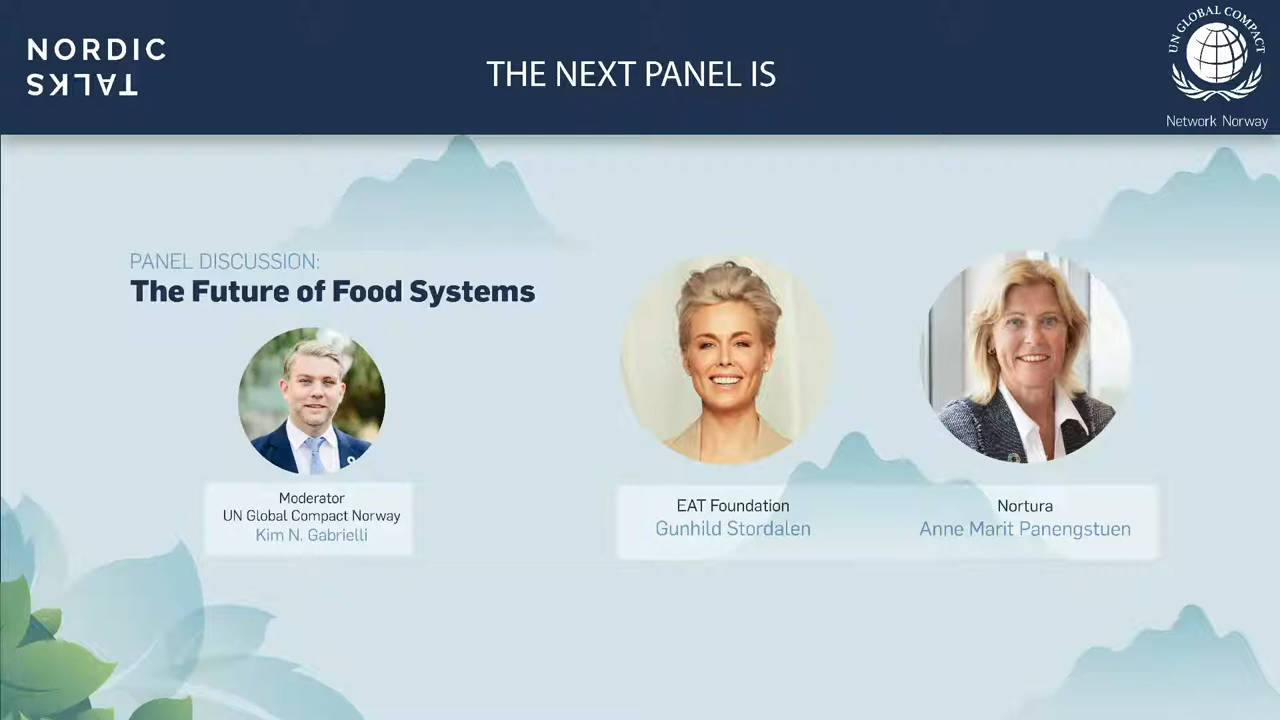 NORDIC
TALKS
THE NEXT PANEL IS
UN GLOBAL COMPACT
Network Norway
PANEL DISCUSSION:
The Future of Food Systems
Moderator
UN Global Compact Norway
Kim N. Gabrielli
EAT Foundation
Gunhild Stordalen
Nortura
Anne Marit Panengstuen